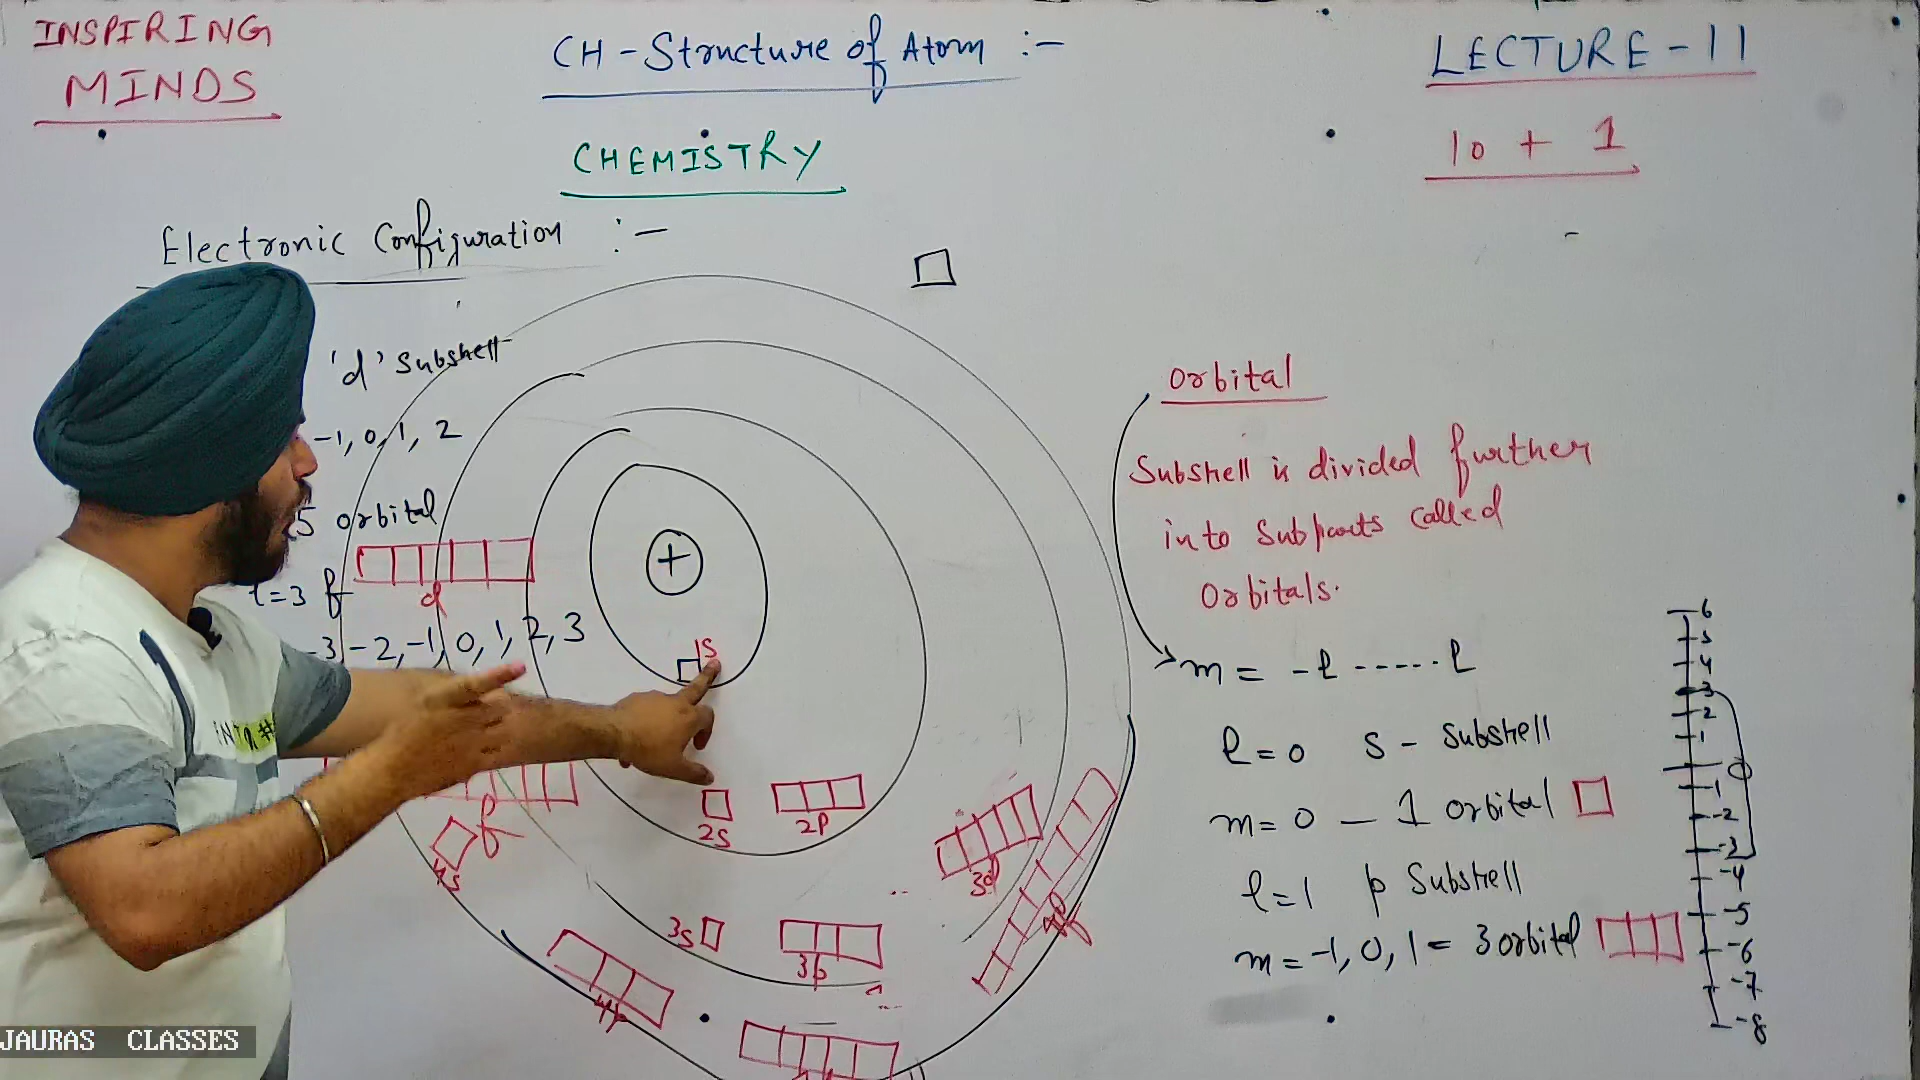 INSPIRING
MINDS
CH - Structure of Atom :-
CHEMISTRY
LECTURE - 11
10 + 1
Electronic Configuration :-
'd' Subshell
-1, 0, 1, 2
5 orbital
d
l=3 f
-3 -2, -1, 0, 1, 2, 3
+
1S
2S
2P
3S
3p
3d
4s
f
4p
4f
Orbital
Subshell is divided further
into Subparts called
Orbitals.
m = -l ----- l
l = 0 S - Subshell
m = 0 - 1 orbital
l = 1 p Subshell
m = -1, 0, 1 = 3 orbital
6
5
4
3
2
1
0
-1
-2
-3
-4
-5
-6
-7
-8
INTR #
JAURAS CLASSES